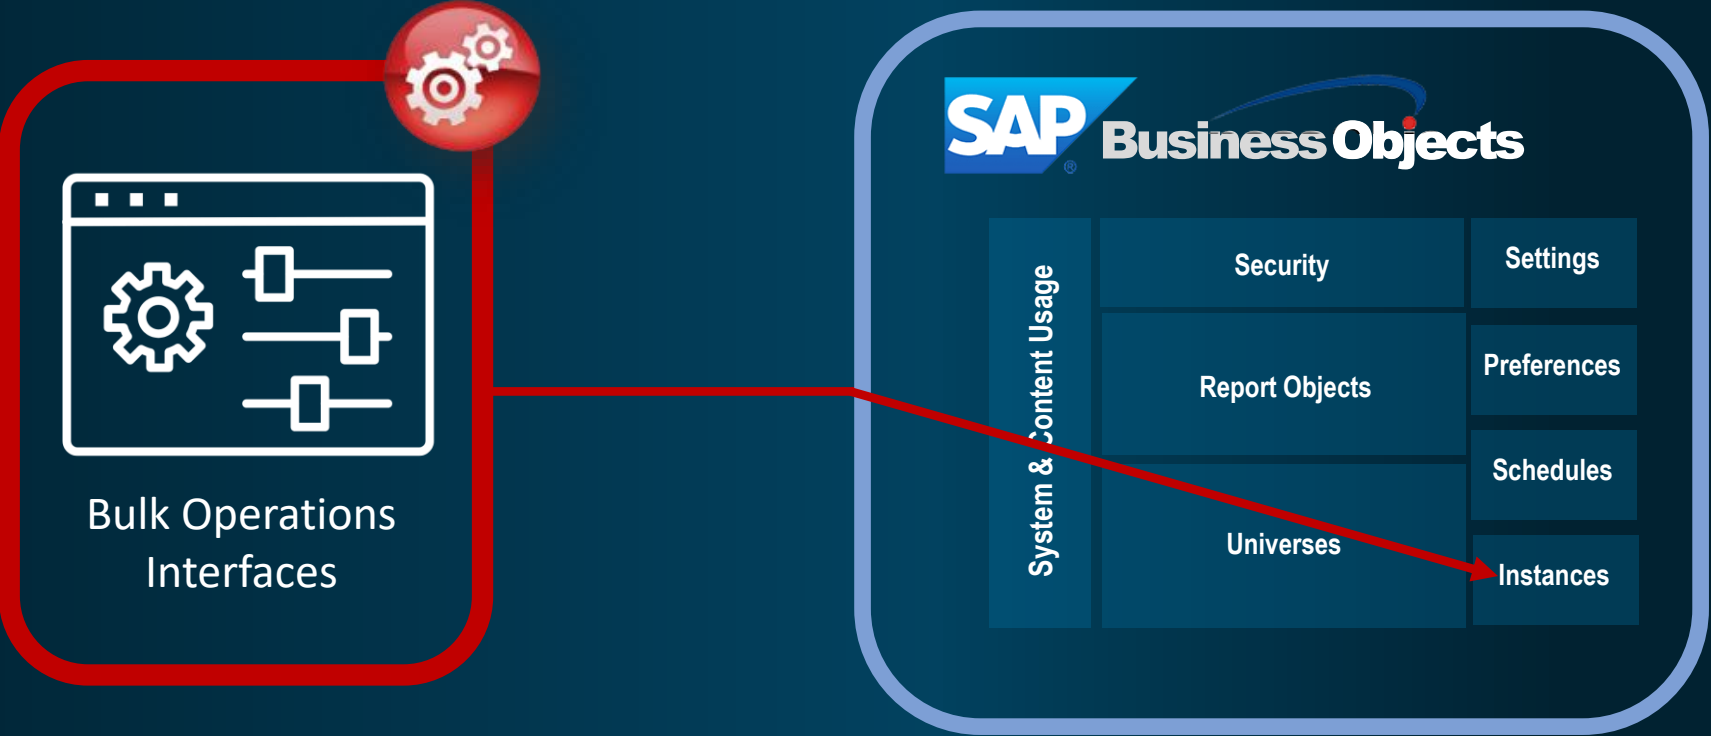 Bulk Operations
Interfaces
SAP
®
Business Objects
System & Content Usage
Security
Report Objects
Universes
Settings
Preferences
Schedules
Instances